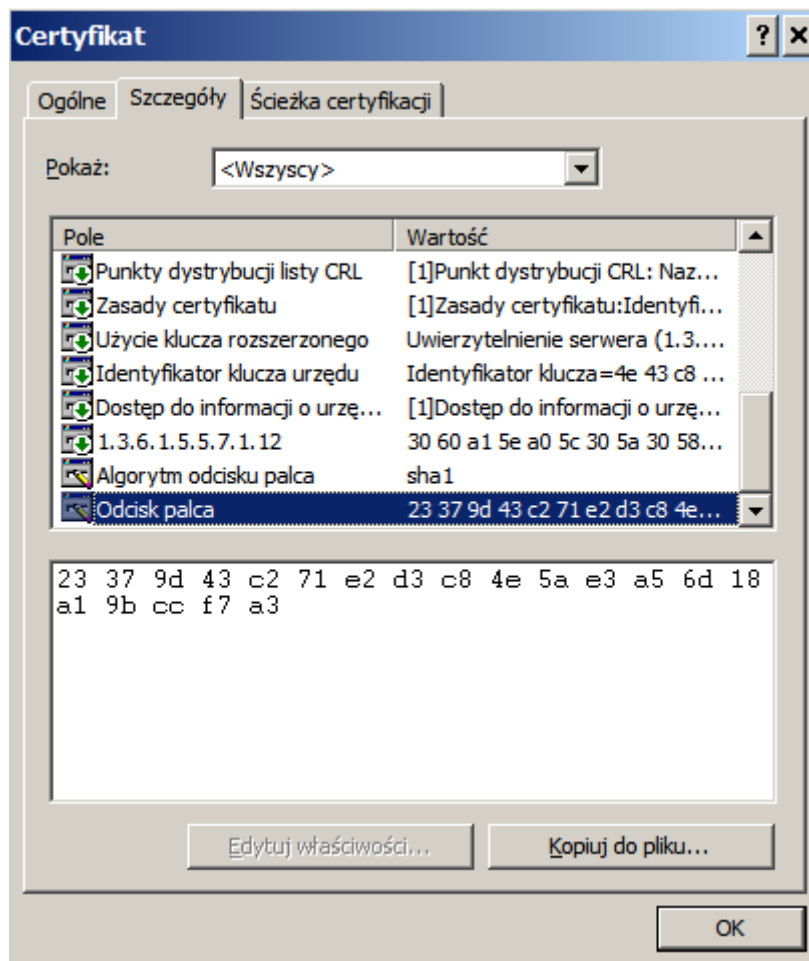 Certyfikat
Ogólne Szczegóły Ścieżka certyfikacji
Pokaż: <Wszyscy>
Pole Wartość
Punkty dystrybucji listy CRL [1]Punkt dystrybucji CRL: Naz...
Zasady certyfikatu [1]Zasady certyfikatu:Identyfi...
Użycie klucza rozszerzonego Uwierzytelnienie serwera (1.3....
Identyfikator klucza urzędu Identyfikator klucza=4e 43 c8 ...
Dostęp do informacji o urzę... [1]Dostęp do informacji o urzę...
1.3.6.1.5.5.7.1.12 30 60 a1 5e a0 5c 30 5a 30 58...
Algorytm odcisku palca sha1
Odcisk palca 23 37 9d 43 c2 71 e2 d3 c8 4e...
23 37 9d 43 c2 71 e2 d3 c8 4e 5a e3 a5 6d 18
a1 9b cc f7 a3
Edytuj właściwości... Kopiuj do pliku...
OK